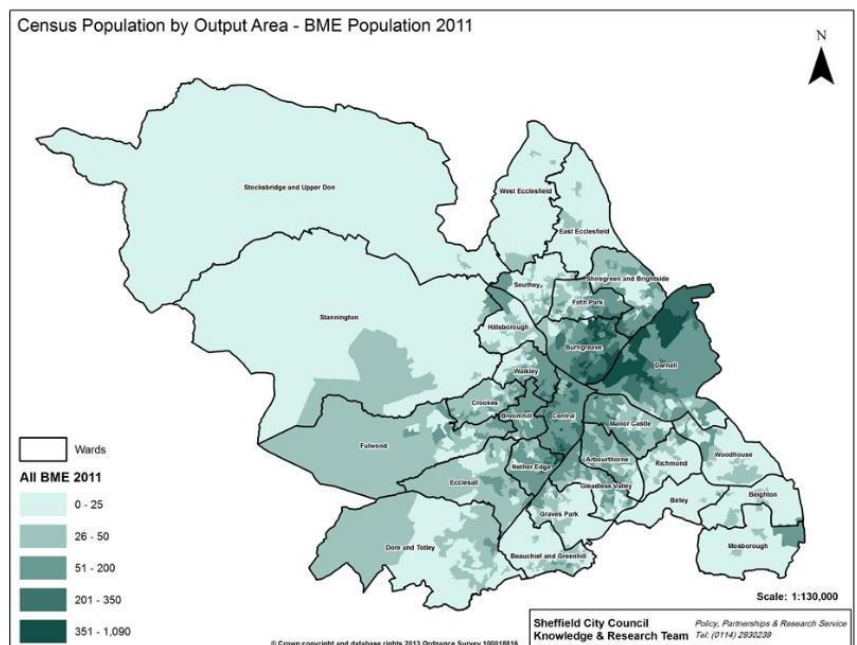 Census Population by Output Area - BME Population 2011
N
Stocksbridge and Upper Don
West Ecclesfield
East Ecclesfield
Shiregreen and Brightside
Southey
Firth Park
Stannington
Hillsborough
Burngreave
Darnall
Walkley
Crookes
Broomhill
Central
Manor Castle
Fulwood
Woodhouse
Nether Edge
Arbourthorne
Richmond
Ecclesall
Gleadless Valley
Birley
Beighton
Graves Park
Dore and Totley
Beauchief and Greenhill
Mosborough
Wards
All BME 2011
0 - 25
26 - 50
51 - 200
201 - 350
351 - 1,090
Scale: 1:130,000
Sheffield City Council
Knowledge & Research Team
Policy, Partnerships & Research Service
Tel: (0114) 2930239
© Crown copyright and database rights 2013 Ordnance Survey 100018816